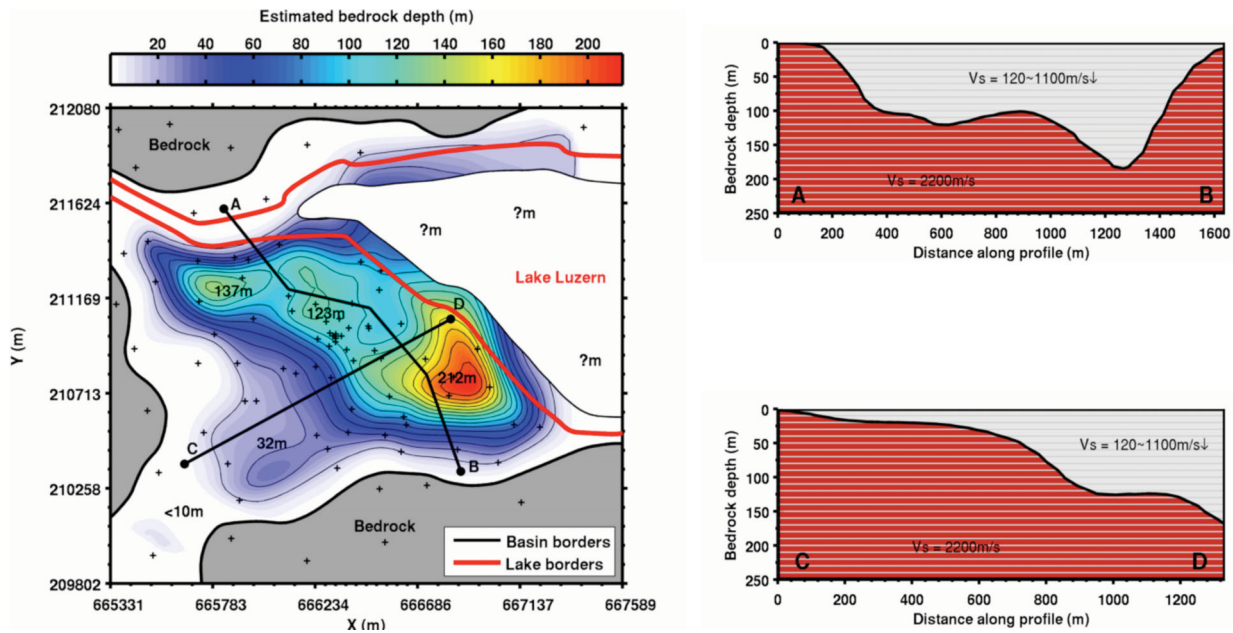 Estimated bedrock depth (m)
20 40 60 80 100 120 140 160 180 200
212080
211624
211169
210713
210258
209802
Y (m)
Bedrock
A
?m
?m
Lake Luzern
137m
123m
D
212m
C
32m
B
<10m
Bedrock
Basin borders
Lake borders
665331 665783 666234 666686 667137 667589
X (m)
0
50
100
150
200
250
Bedrock depth (m)
Vs = 120~1100m/s↓
Vs = 2200m/s
A
B
0 200 400 600 800 1000 1200 1400 1600
Distance along profile (m)
0
50
100
150
200
250
Bedrock depth (m)
Vs = 120~1100m/s↓
Vs = 2200m/s
C
D
0 200 400 600 800 1000 1200
Distance along profile (m)